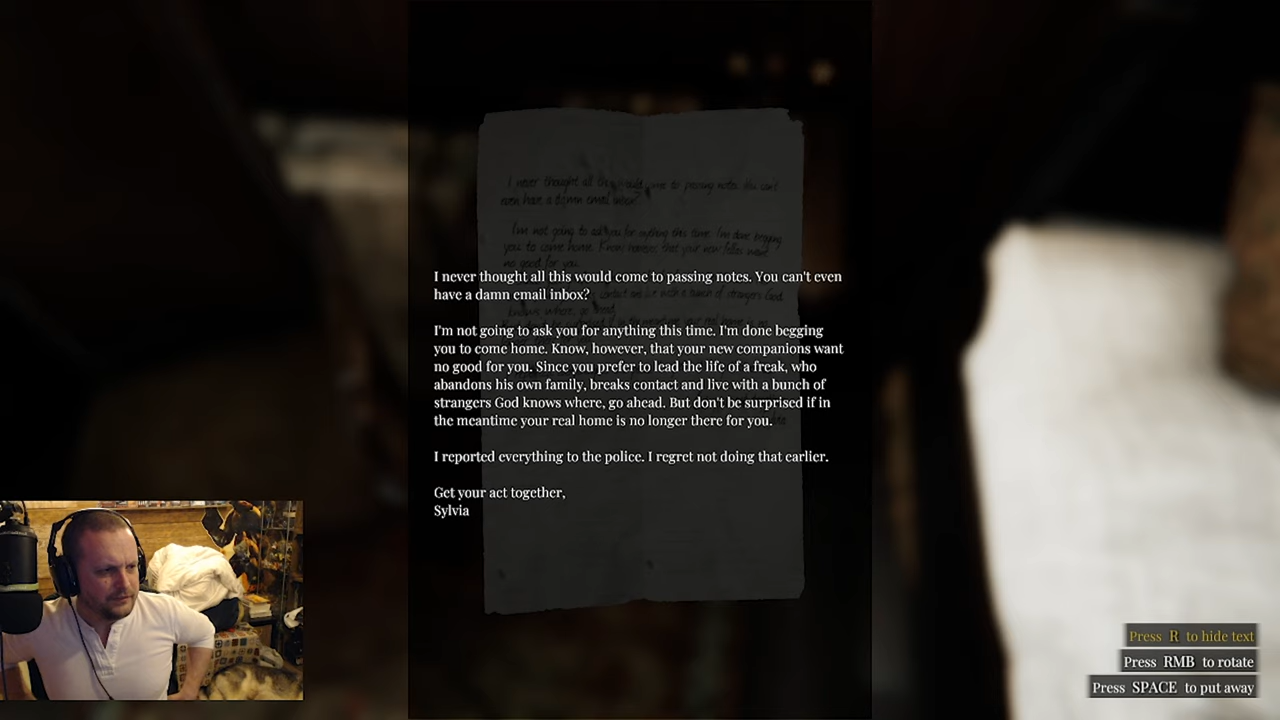 I never thought all this would come to passing notes. You can't even
have a damn email inbox?
I'm not going to ask you for anything this time. I'm done begging
you to come home. Know, however, that your new companions want
no good for you. Since you prefer to lead the life of a freak, who
abandons his own family, breaks contact and live with a bunch of
strangers God knows where, go ahead. But don't be surprised if in
the meantime your real home is no longer there for you.
I reported everything to the police. I regret not doing that earlier.
Get your act together,
Sylvia
Press R to hide text
Press RMB to rotate
Press SPACE to put away